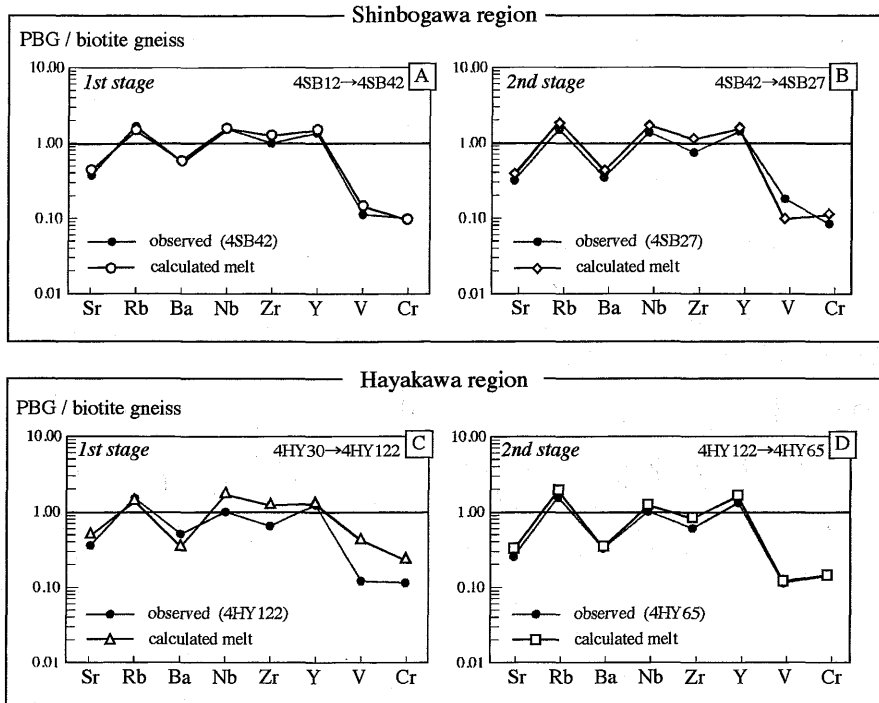 Shinbogawa region
PBG / biotite gneiss
10.00
1st stage
4SB12→4SB42
A
1.00
0.10
observed (4SB42)
calculated melt
0.01
Sr Rb Ba Nb Zr Y V Cr
10.00
2nd stage
4SB42→4SB27
B
1.00
0.10
observed (4SB27)
calculated melt
0.01
Sr Rb Ba Nb Zr Y V Cr
Hayakawa region
PBG / biotite gneiss
10.00
1st stage
4HY30→4HY122
C
1.00
0.10
observed (4HY122)
calculated melt
0.01
Sr Rb Ba Nb Zr Y V Cr
10.00
2nd stage
4HY122→4HY65
D
1.00
0.10
observed (4HY65)
calculated melt
0.01
Sr Rb Ba Nb Zr Y V Cr